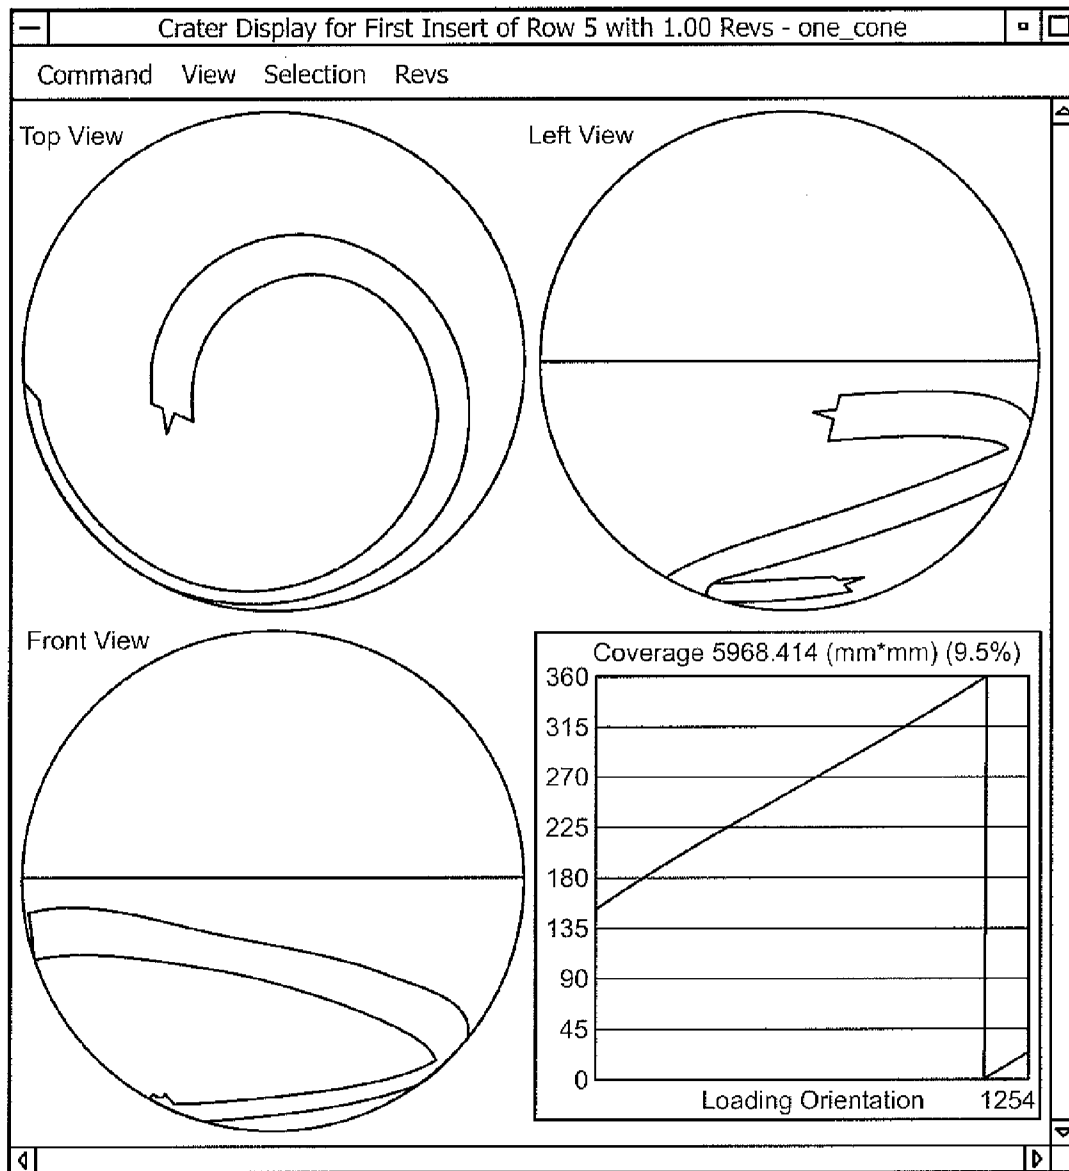 Crater Display for First Insert of Row 5 with 1.00 Revs - one_cone
Command View Selection Revs
Top View
Left View
Front View
Coverage 5968.414 (mm*mm) (9.5%)
360
315
270
225
180
135
90
45
0
Loading Orientation 1254